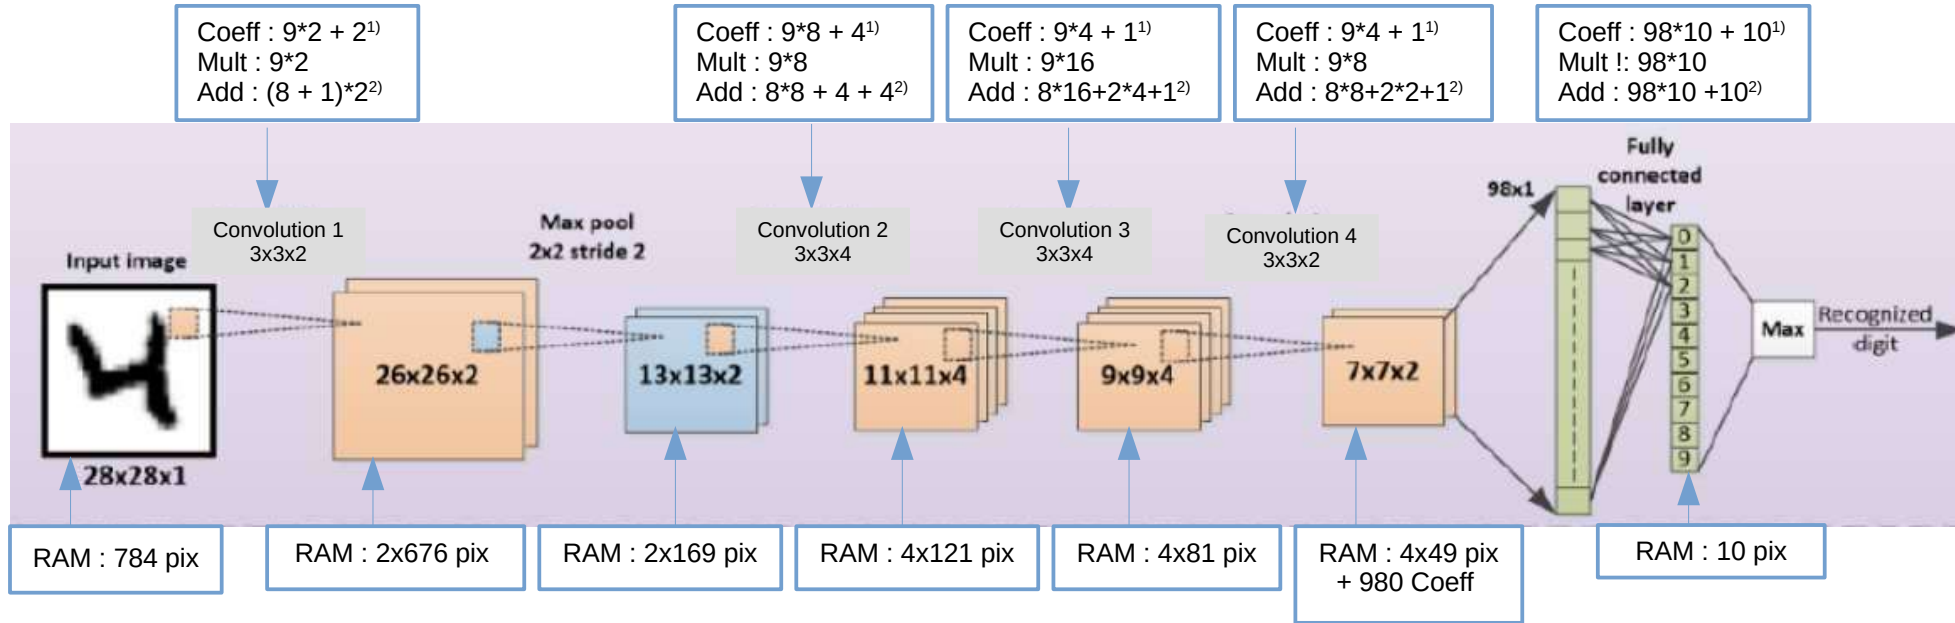 Coeff : 9*2 + 2¹⁾
Mult : 9*2
Add : (8 + 1)*2²⁾
Coeff : 9*8 + 4¹⁾
Mult : 9*8
Add : 8*8 + 4 + 4²⁾
Coeff : 9*4 + 1¹⁾
Mult : 9*16
Add : 8*16+2*4+1²⁾
Coeff : 9*4 + 1¹⁾
Mult : 9*8
Add : 8*8+2*2+1²⁾
Coeff : 98*10 + 10¹⁾
Mult !: 98*10
Add : 98*10 +10²⁾
Input image
28x28x1
Convolution 1
3x3x2
26x26x2
Max pool
2x2 stride 2
13x13x2
Convolution 2
3x3x4
11x11x4
Convolution 3
3x3x4
9x9x4
Convolution 4
3x3x2
7x7x2
98x1
Fully
connected
layer
0
1
2
3
4
5
6
7
8
9
Max
Recognized
digit
RAM : 784 pix
RAM : 2x676 pix
RAM : 2x169 pix
RAM : 4x121 pix
RAM : 4x81 pix
RAM : 4x49 pix
+ 980 Coeff
RAM : 10 pix